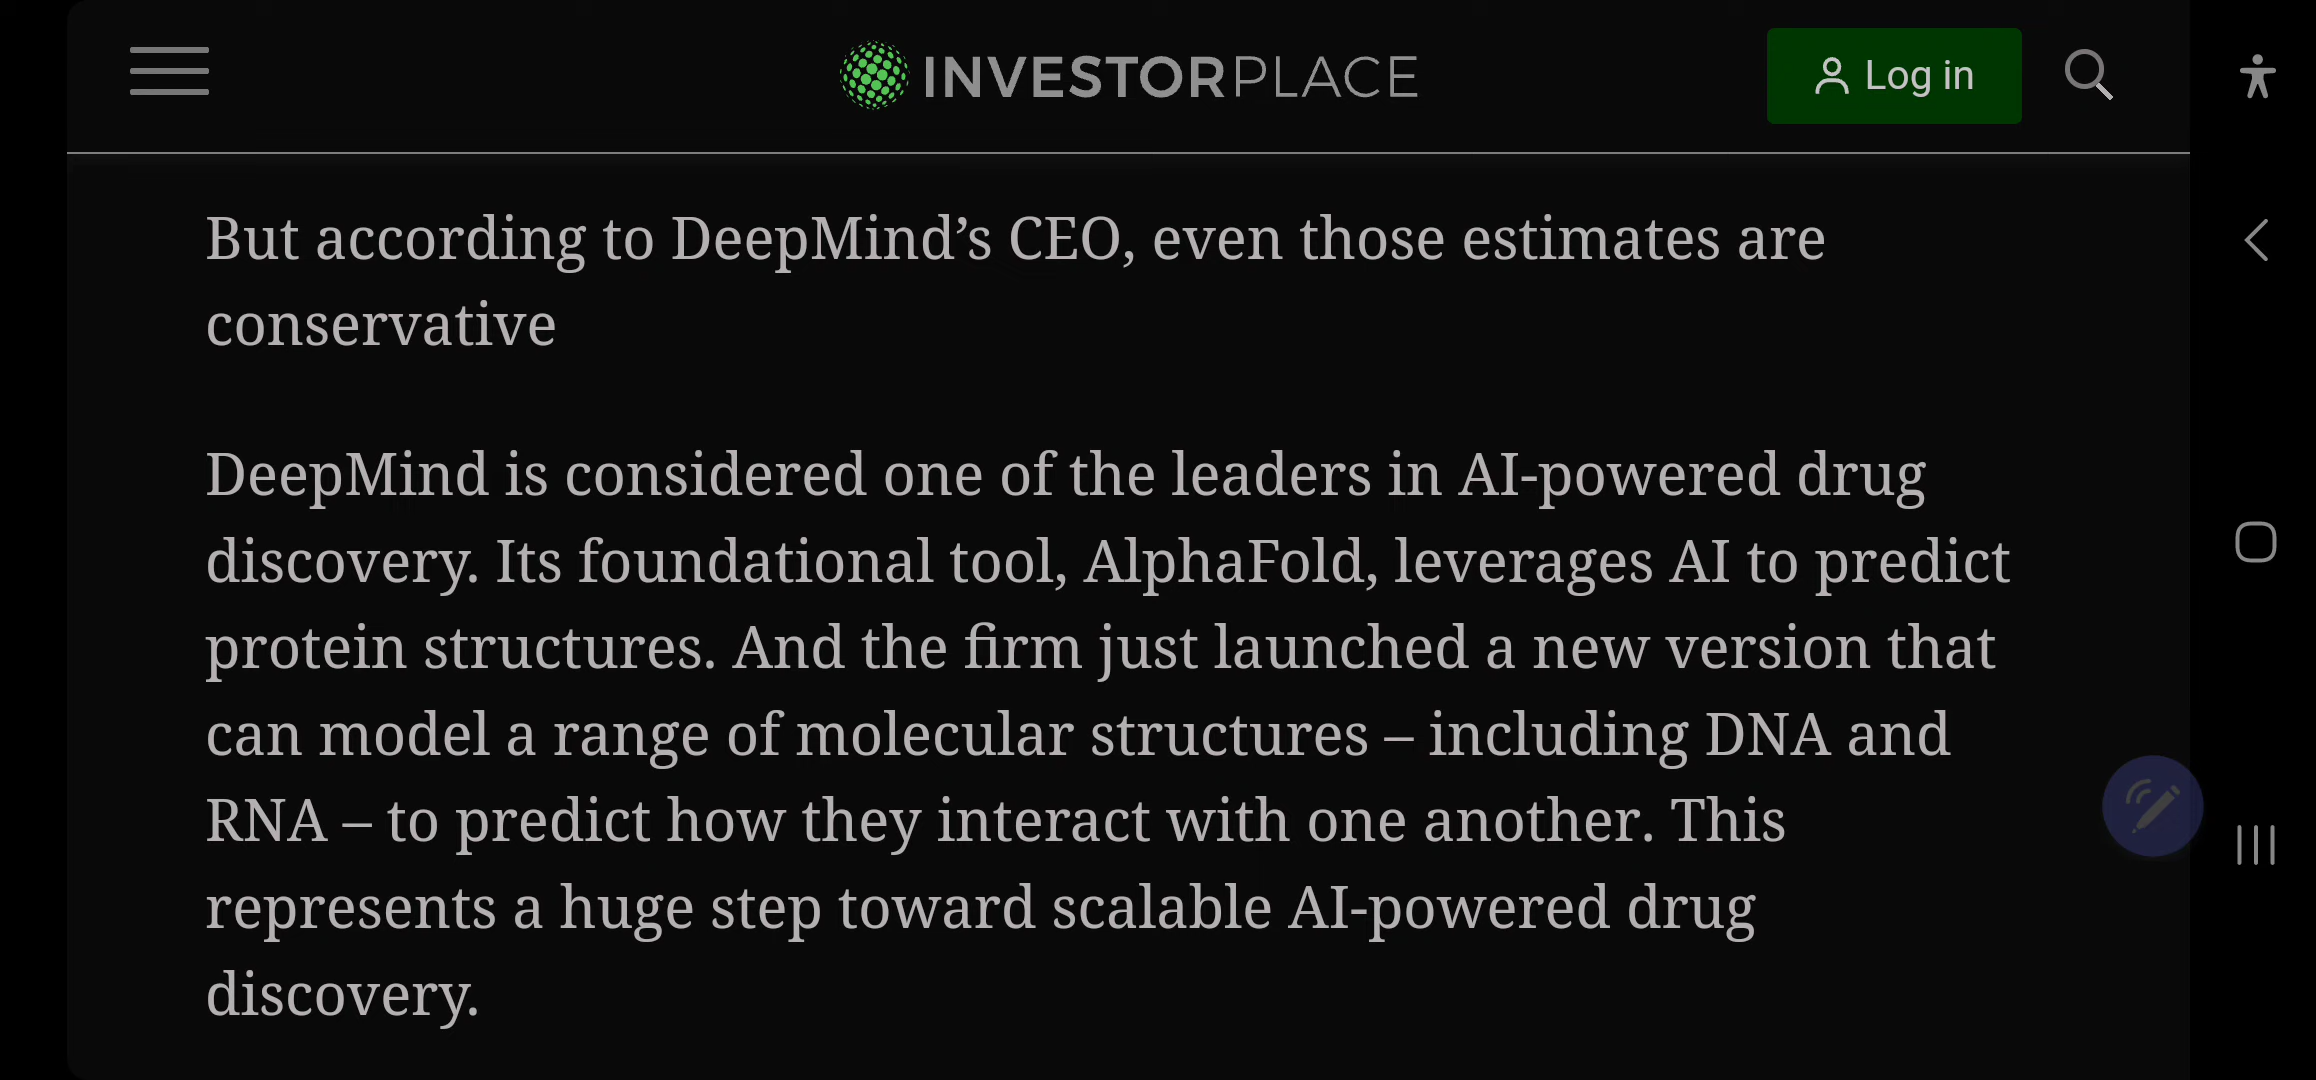 INVESTORPLACE
Log in
But according to DeepMind’s CEO, even those estimates are
conservative
DeepMind is considered one of the leaders in AI-powered drug
discovery. Its foundational tool, AlphaFold, leverages AI to predict
protein structures. And the firm just launched a new version that
can model a range of molecular structures – including DNA and
RNA – to predict how they interact with one another. This
represents a huge step toward scalable AI-powered drug
discovery.